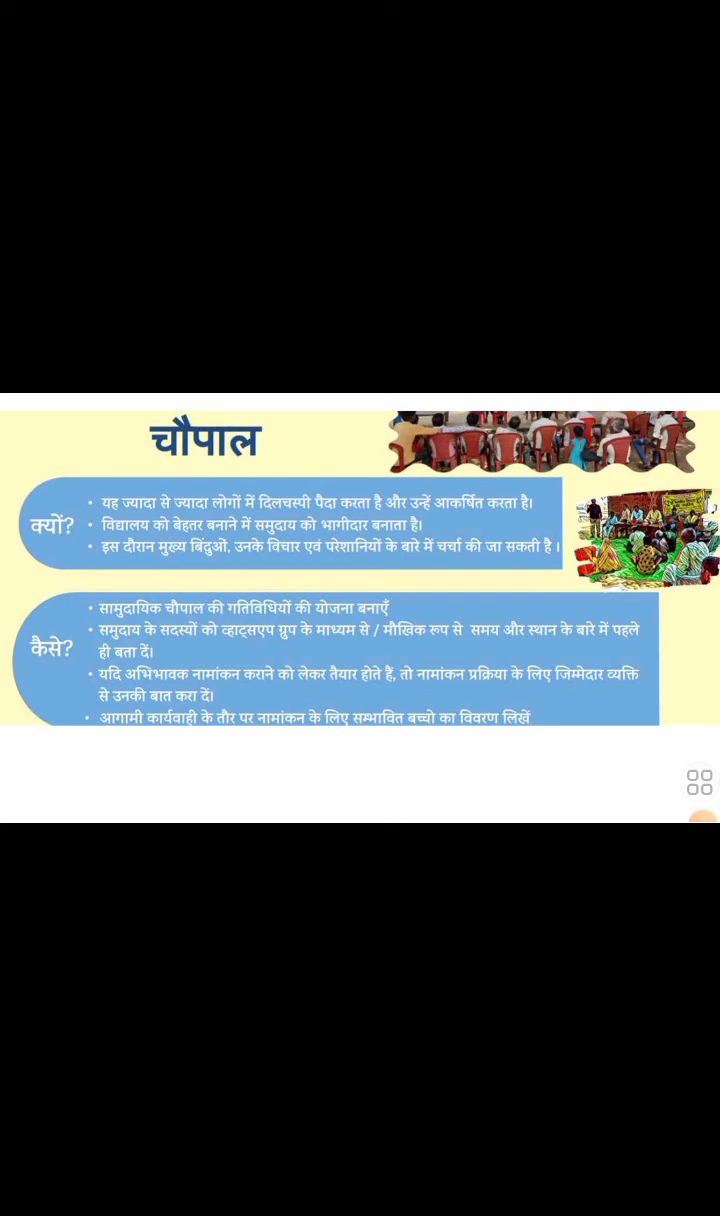 चौपाल
क्यों?
• यह ज्यादा से ज्यादा लोगों में दिलचस्पी पैदा करता है और उन्हें आकर्षित करता है।
• विद्यालय को बेहतर बनाने में समुदाय को भागीदार बनाता है।
• इस दौरान मुख्य बिंदुओं, उनके विचार एवं परेशानियों के बारे में चर्चा की जा सकती है ।
कैसे?
• सामुदायिक चौपाल की गतिविधियों की योजना बनाएँ
• समुदाय के सदस्यों को व्हाट्सएप ग्रुप के माध्यम से / मौखिक रूप से समय और स्थान के बारे में पहले
ही बता दें।
• यदि अभिभावक नामांकन कराने को लेकर तैयार होते हैं, तो नामांकन प्रक्रिया के लिए जिम्मेदार व्यक्ति
से उनकी बात करा दें।
• आगामी कार्यवाही के तौर पर नामांकन के लिए सम्भावित बच्चो का विवरण लिखें